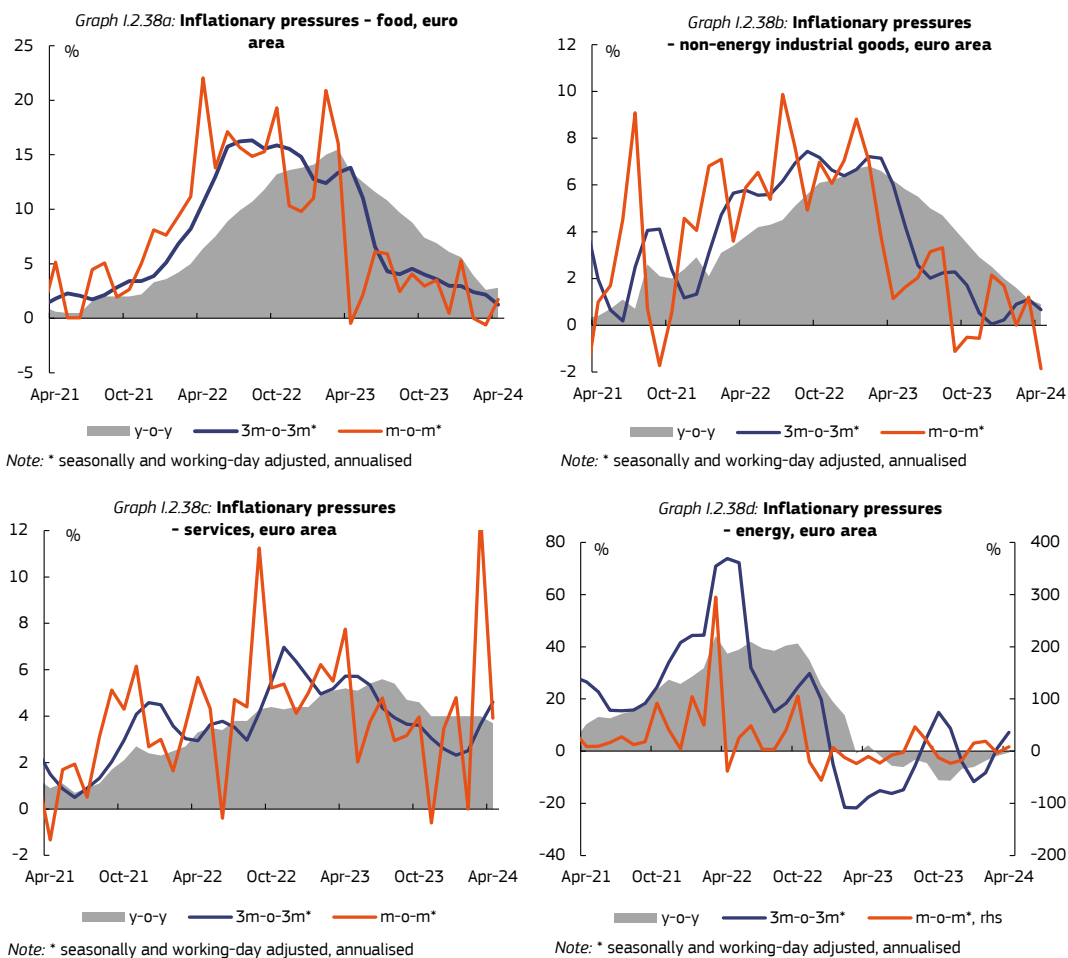 Graph I.2.38a: Inflationary pressures – food, euro
area
%
25
20
15
10
5
0
-5
Apr-21 Oct-21 Apr-22 Oct-22 Apr-23 Oct-23 Apr-24
y-o-y 3m-o-3m* m-o-m*
Note: * seasonally and working-day adjusted, annualised
Graph I.2.38b: Inflationary pressures
– non-energy industrial goods, euro area
%
12
10
8
6
4
2
0
-2
Apr-21 Oct-21 Apr-22 Oct-22 Apr-23 Oct-23 Apr-24
y-o-y 3m-o-3m* m-o-m*
Note: * seasonally and working-day adjusted, annualised
Graph I.2.38c: Inflationary pressures
– services, euro area
%
12
10
8
6
4
2
0
-2
Apr-21 Oct-21 Apr-22 Oct-22 Apr-23 Oct-23 Apr-24
y-o-y 3m-o-3m* m-o-m*
Note: * seasonally and working-day adjusted, annualised
Graph I.2.38d: Inflationary pressures
– energy, euro area
% %
80 400
60 300
40 200
20 100
0 0
-20 -100
-40 -200
Apr-21 Oct-21 Apr-22 Oct-22 Apr-23 Oct-23 Apr-24
y-o-y 3m-o-3m* m-o-m*, rhs
Note: * seasonally and working-day adjusted, annualised